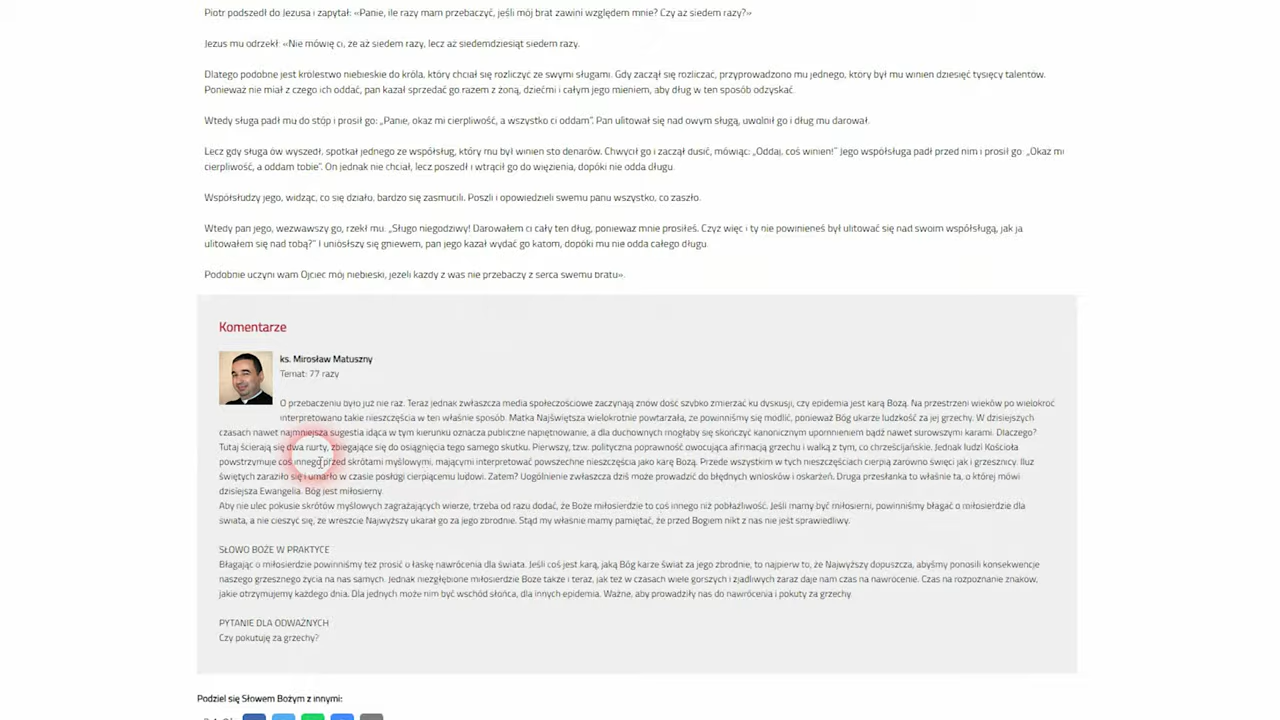 Piotr podszedł do Jezusa i zapytał: «Panie, ile razy mam przebaczyć, jeśli mój brat zawini względem mnie? Czy aż siedem razy?»
Jezus mu odrzekł: «Nie mówię ci, że aż siedem razy, lecz aż siedemdziesiąt siedem razy.
Dlatego podobne jest królestwo niebieskie do króla, który chciał się rozliczyć ze swymi sługami. Gdy zaczął się rozliczać, przyprowadzono mu jednego, który był mu winien dziesięć tysięcy talentów.
Ponieważ nie miał z czego ich oddać, pan kazał sprzedać go razem z żoną, dziećmi i całym jego mieniem, aby dług w ten sposób odzyskać.
Wtedy sługa padł mu do stóp i prosił go: „Panie, okaż mi cierpliwość, a wszystko ci oddam”. Pan ulitował się nad owym sługą, uwolnił go i dług mu darował.
Lecz gdy sługa ów wyszedł, spotkał jednego ze współsług, który mu był winien sto denarów. Chwycił go i zaczął dusić, mówiąc: „Oddaj, coś winien!” Jego współsługa padł przed nim i prosił go: „Okaż mi
cierpliwość, a oddam tobie”. On jednak nie chciał, lecz poszedł i wtrącił go do więzienia, dopóki nie odda długu.
Współsłudzy jego, widząc, co się działo, bardzo się zasmucili. Poszli i opowiedzieli swemu panu wszystko, co zaszło.
Wtedy pan jego, wezwawszy go, rzekł mu: „Sługo niegodziwy! Darowałem ci cały ten dług, ponieważ mnie prosiłeś. Czyż więc i ty nie powinieneś był ulitować się nad swoim współsługą, jak ja
ulitowałem się nad tobą?” I uniósłszy się gniewem, pan jego kazał wydać go katom, dopóki mu nie odda całego długu.
Podobnie uczyni wam Ojciec mój niebieski, jeżeli każdy z was nie przebaczy z serca swemu bratu».
Komentarze
ks. Mirosław Matuszny
Temat: 77 razy
O przebaczeniu było już nie raz. Teraz jednak zwłaszcza media społecznościowe zaczynają znów dość szybko zmierzać ku dyskusji, czy epidemia jest karą Bożą. Na przestrzeni wieków po wielokroć
interpretowano takie nieszczęścia w ten właśnie sposób. Matka Najświętsza wielokrotnie powtarzała, że powinniśmy się modlić, ponieważ Bóg ukarze ludzkość za jej grzechy. W dzisiejszych
czasach nawet najmniejsza sugestia idąca w tym kierunku oznacza publiczne napiętnowanie, a dla duchownych mogłaby się skończyć kanonicznym upomnieniem bądź nawet surowszymi karami. Dlaczego?
Tutaj ścierają się dwa nurty, zbiegające się do osiągnięcia tego samego skutku. Pierwszy, tzw. polityczna poprawność owocująca afirmacją grzechu i walką z tym, co chrześcijańskie. Jednak ludzi Kościoła
powstrzymuje coś innego przed skrótami myślowymi, mającymi interpretować powszechne nieszczęścia jako karę Bożą. Przede wszystkim w tych nieszczęściach cierpią zarówno święci jak i grzesznicy. Iluż
świętych zaraziło się i umarło w czasie posługi cierpiącemu ludowi. Zatem? Uogólnienie zwłaszcza dziś może prowadzić do błędnych wniosków i oskarżeń. Druga przesłanka to właśnie ta, o której mówi
dzisiejsza Ewangelia. Bóg jest miłosierny.
Aby nie ulec pokusie skrótów myślowych zagrażających wierze, trzeba od razu dodać, że Boże miłosierdzie to coś innego niż pobłażliwość. Jeśli mamy być miłosierni, powinniśmy błagać o miłosierdzie dla
świata, a nie cieszyć się, że wreszcie Najwyższy ukarał go za jego zbrodnie. Stąd my właśnie mamy pamiętać, że przed Bogiem nikt z nas nie jest sprawiedliwy.
SŁOWO BOŻE W PRAKTYCE
Błagając o miłosierdzie powinniśmy też prosić o łaskę nawrócenia dla świata. Jeśli coś jest karą, jaką Bóg karze świat za jego zbrodnie, to najpierw to, że Najwyższy dopuszcza, abyśmy ponosili konsekwencje
naszego grzesznego życia na nas samych. Jednak niezgłębione miłosierdzie Boże także i teraz, jak też w czasach wiele gorszych i zjadliwych zaraz daje nam czas na nawrócenie. Czas na rozpoznanie znaków,
jakie otrzymujemy każdego dnia. Dla jednych może nim być wschód słońca, dla innych epidemia. Ważne, aby prowadziły nas do nawrócenia i pokuty za grzechy.
PYTANIE DLA ODWAŻNYCH
Czy pokutuję za grzechy?
Podziel się Słowem Bożym z innymi: